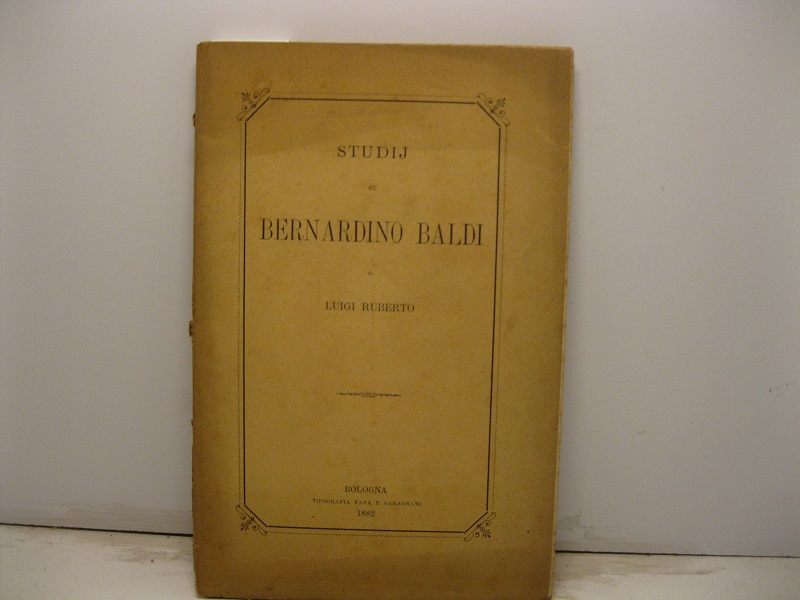 STUDIJ
SU
BERNARDINO BALDI
DI
LUIGI RUBERTO
BOLOGNA
TIPOGRAFIA FAVA E GARAGNANI
1882